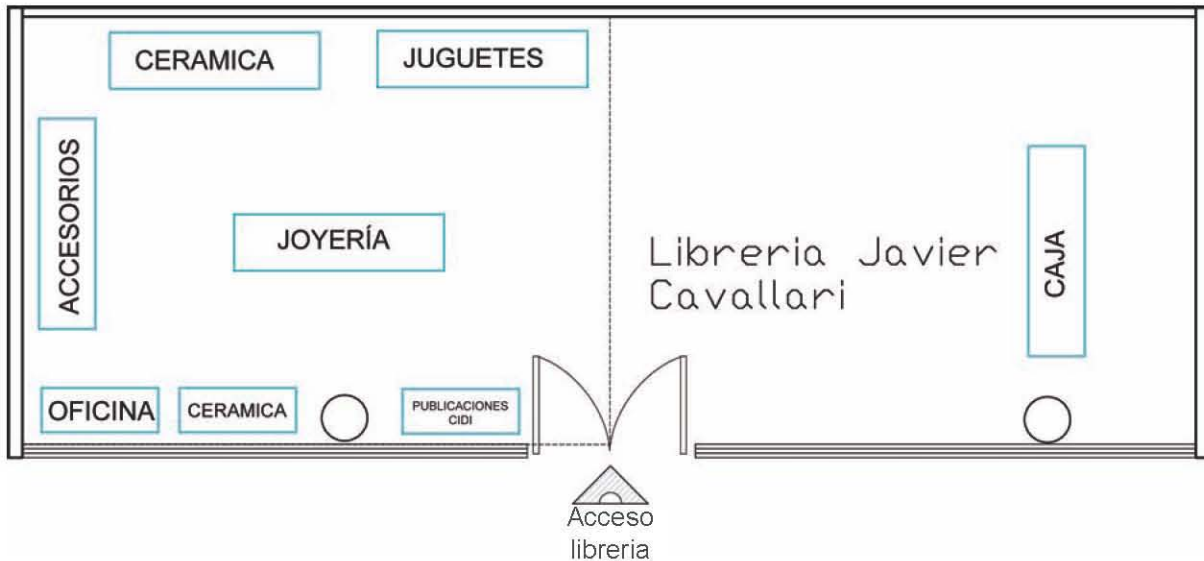 CERAMICA
JUGUETES
ACCESORIOS
JOYERÍA
Libreria Javier
Cavallari
CAJA
OFICINA
CERAMICA
PUBLICACIONES
CIDI
Acceso
libreria